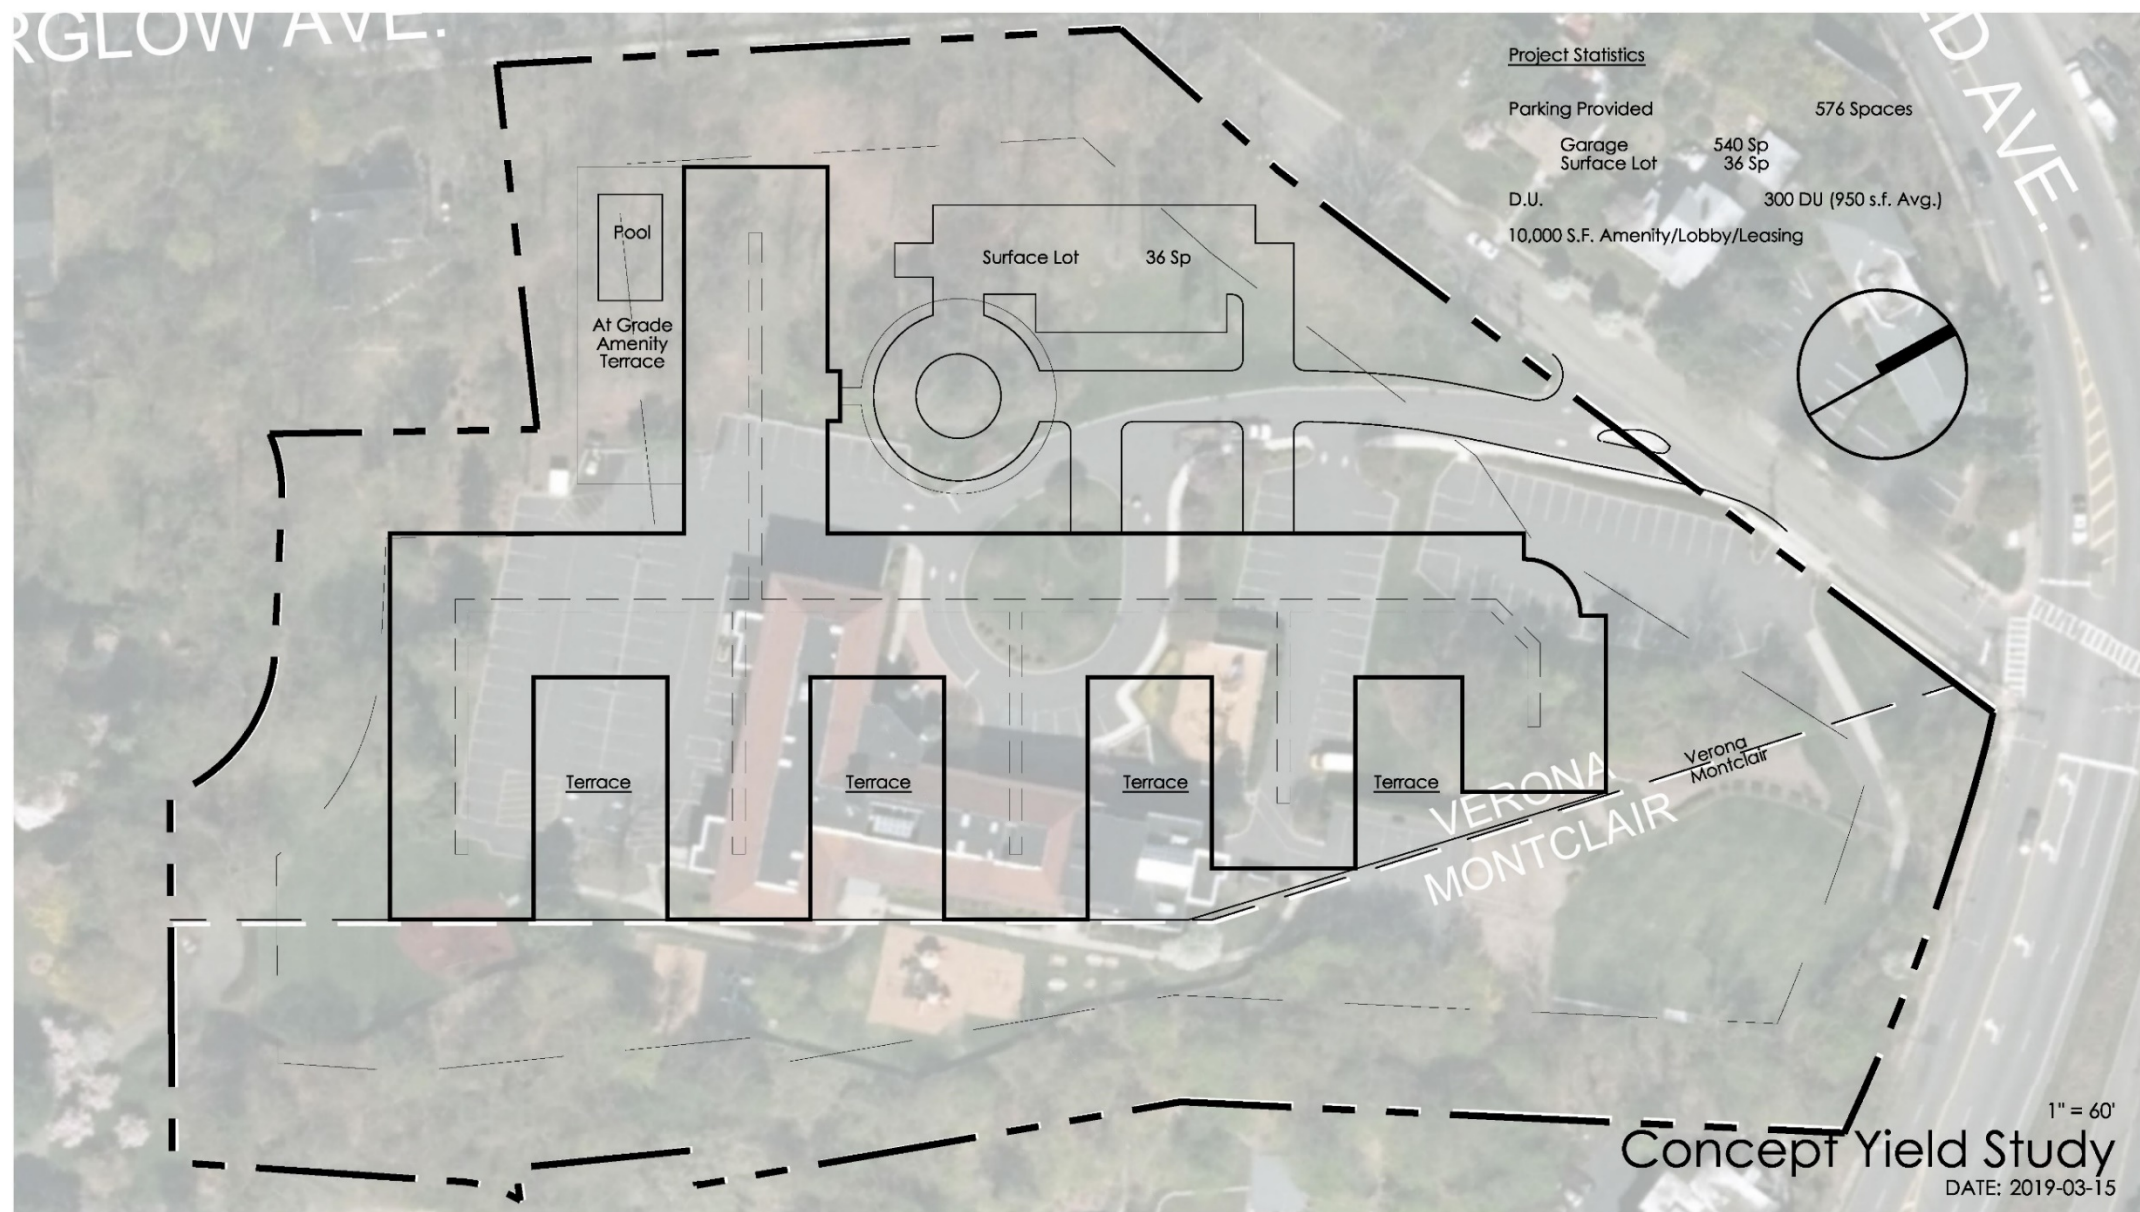 RGLOW AVE.
D AVE.
Project Statistics
Parking Provided 576 Spaces
Garage 540 Sp
Surface Lot 36 Sp
D.U. 300 DU (950 s.f. Avg.)
10,000 S.F. Amenity/Lobby/Leasing
Pool
Surface Lot 36 Sp
At Grade
Amenity
Terrace
Terrace
Terrace
Terrace
Terrace
Verona
Montclair
VERONA
MONTCLAIR
1" = 60'
Concept Yield Study
DATE: 2019-03-15